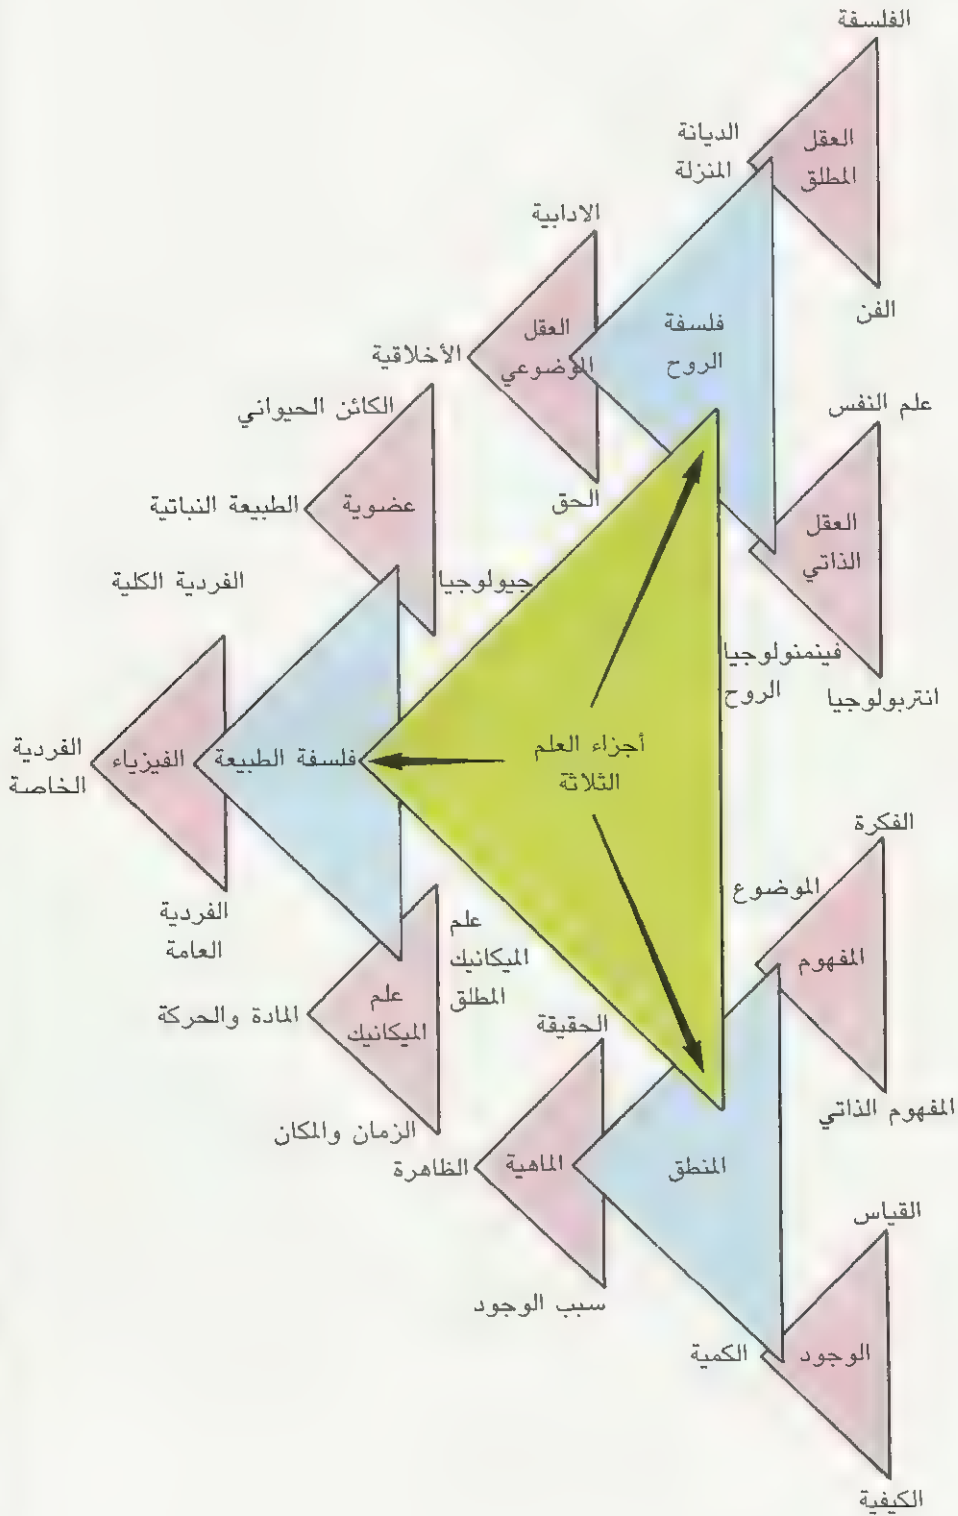 الفلسفة
العقل
المطلق
الديانة
المنزلة
الفن
الادابية
العقل
الموضوعي
الأخلاقية
الحق
فلسفة
الروح
علم النفس
العقل
الذاتي
فينمنولوجيا
الروح
انتربولوجيا
الكائن الحيواني
عضوية
الطبيعة النباتية
جيولوجيا
الفردية الكلية
الفيزياء
الفردية
الخاصة
الفردية
العامة
فلسفة الطبيعة
أجزاء العلم
الثلاثة
علم
الميكانيك
المطلق
علم
الميكانيك
المادة والحركة
الزمان والمكان
الفكرة
الموضوع
المفهوم
المفهوم الذاتي
الحقيقة
الماهية
الظاهرة
سبب الوجود
المنطق
القياس
الوجود
الكمية
الكيفية